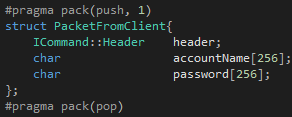 #pragma pack(push, 1)
struct PacketFromClient{
    ICommand::Header    header;
    char                accountName[256];
    char                password[256];
};
#pragma pack(pop)